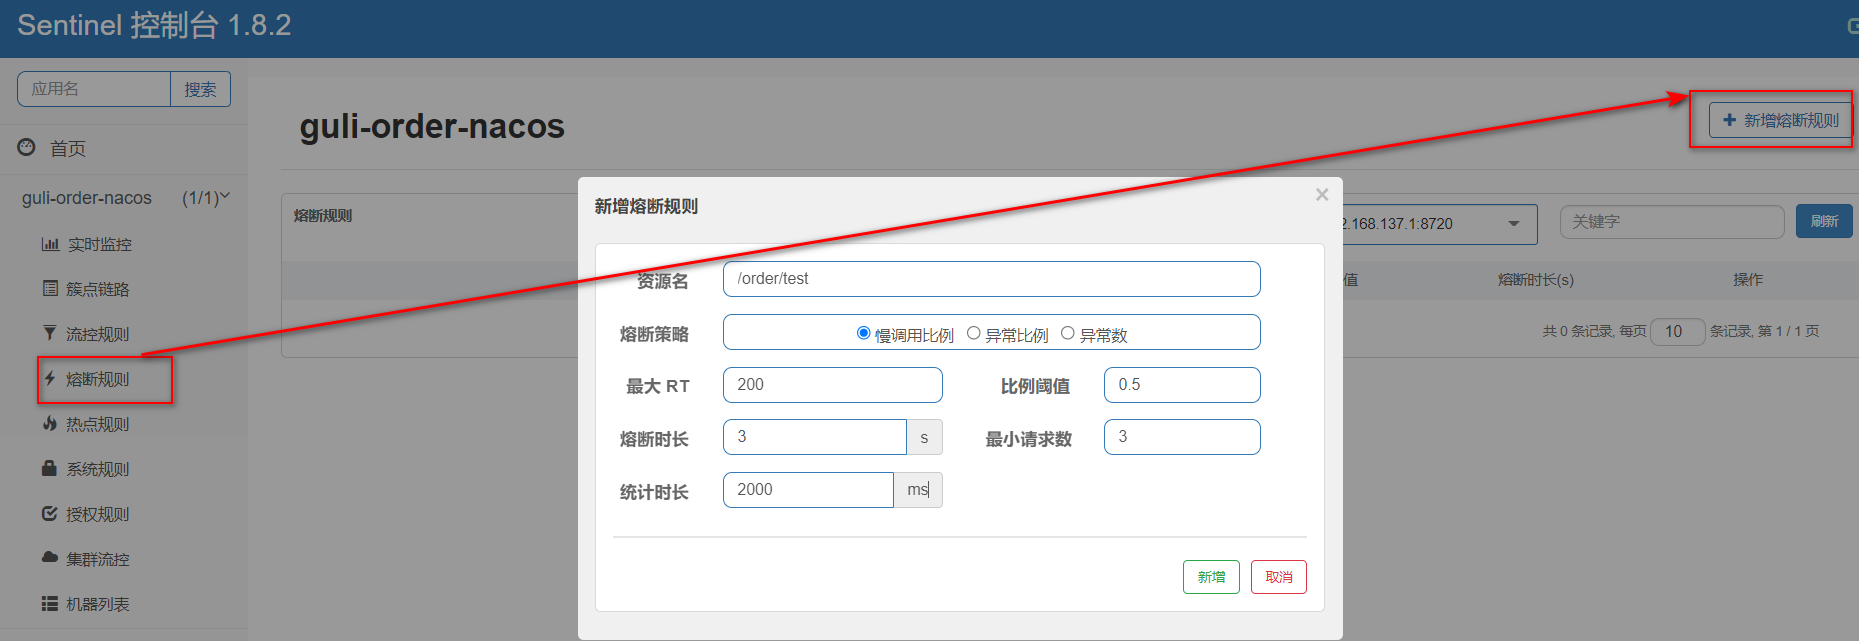 Sentinel 控制台 1.8.2
应用名 搜索
首页
guli-order-nacos (1/1)
实时监控
簇点链路
流控规则
熔断规则
热点规则
系统规则
授权规则
集群流控
机器列表
guli-order-nacos
新增熔断规则
熔断规则
2.168.137.1:8720 关键字 刷新
值 熔断时长(s) 操作
共 0 条记录, 每页 10 条记录, 第 1 / 1 页
新增熔断规则 ×
资源名 /order/test
熔断策略 慢调用比例 异常比例 异常数
最大 RT 200 比例阈值 0.5
熔断时长 3 s 最小请求数 3
统计时长 2000 ms
新增 取消